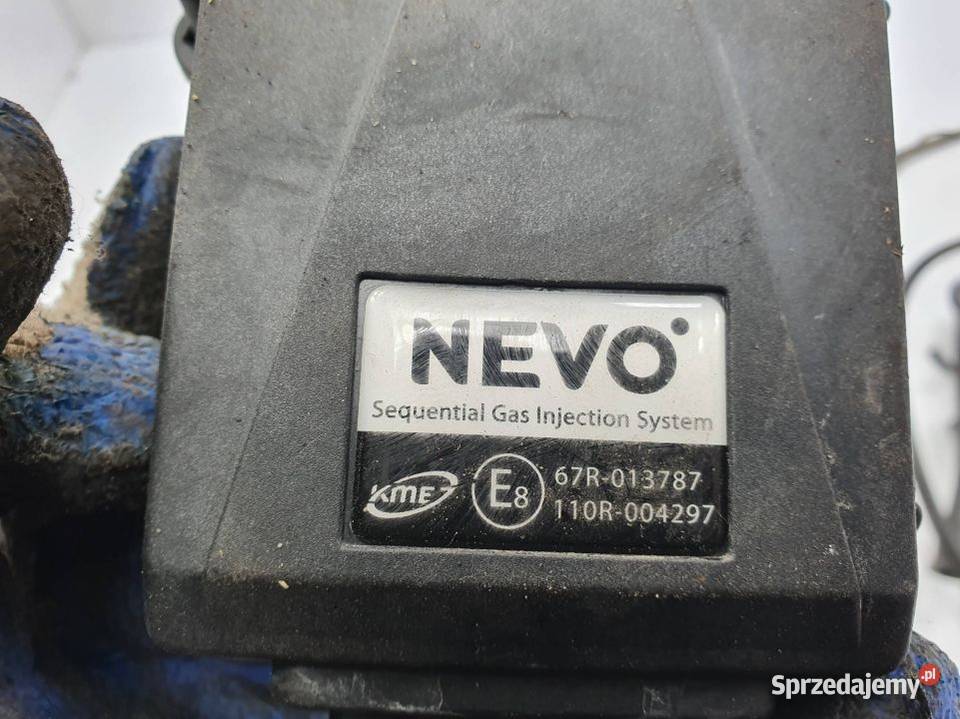 NEVO
Sequential Gas Injection System
KME E8 67R-013787
110R-004297
Sprzedajemy.pl